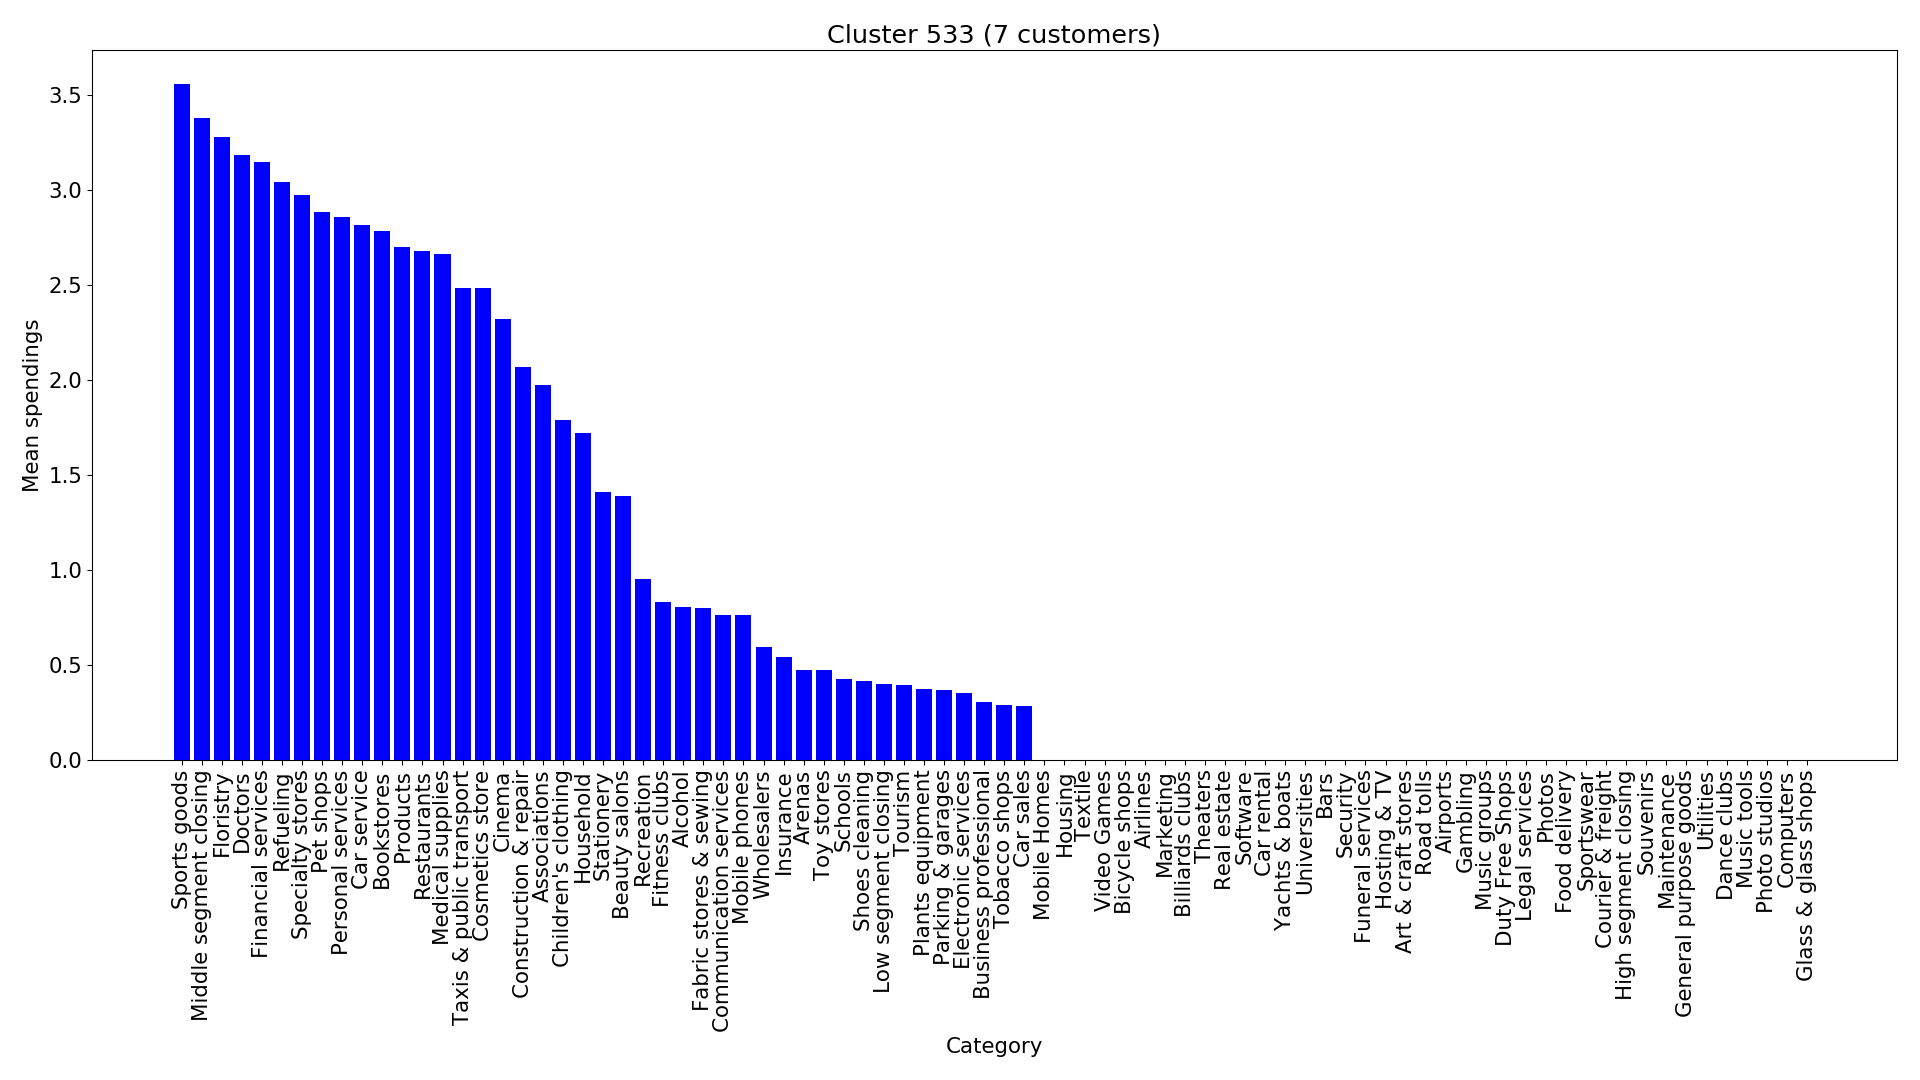 Cluster 533 (7 customers)
3.5
3.0
2.5
2.0
1.5
1.0
0.5
0.0
Mean spendings
Sports goods
Middle segment closing
Floristry
Doctors
Financial services
Refueling
Specialty stores
Pet shops
Personal services
Car service
Bookstores
Products
Restaurants
Medical supplies
Taxis & public transport
Cosmetics store
Cinema
Construction & repair
Associations
Children's clothing
Household
Stationery
Beauty salons
Recreation
Fitness clubs
Alcohol
Fabric stores & sewing
Communication services
Mobile phones
Wholesalers
Insurance
Arenas
Toy stores
Schools
Shoes cleaning
Low segment closing
Tourism
Plants equipment
Parking & garages
Electronic services
Business professional
Tobacco shops
Car sales
Mobile Homes
Housing
Textile
Video Games
Bicycle shops
Airlines
Marketing
Billiards clubs
Theaters
Real estate
Software
Car rental
Yachts & boats
Universities
Bars
Security
Funeral services
Hosting & TV
Art & craft stores
Road tolls
Airports
Gambling
Music groups
Duty Free Shops
Legal services
Photos
Food delivery
Sportswear
Courier & freight
High segment closing
Souvenirs
Maintenance
General purpose goods
Utilities
Dance clubs
Music tools
Photo studios
Computers
Glass & glass shops
Category